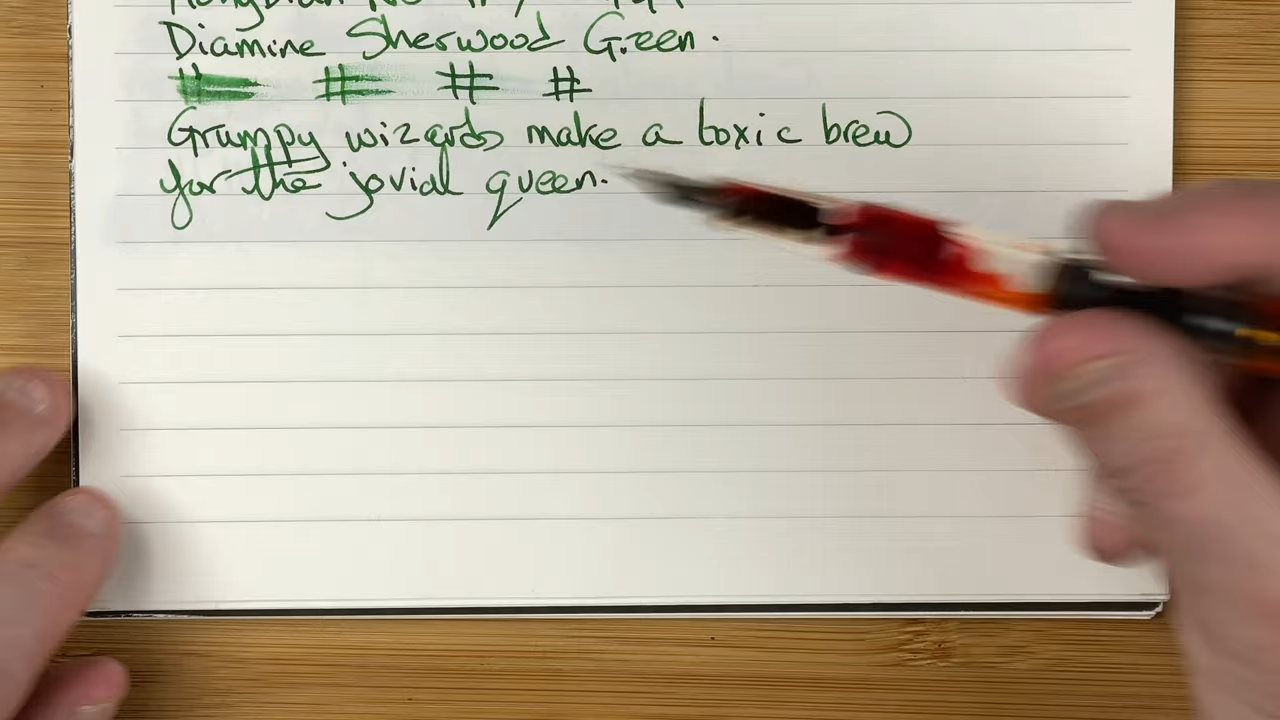 Diamine Sherwood Green.
# # # #
Grumpy wizards make a toxic brew
for the jovial queen.